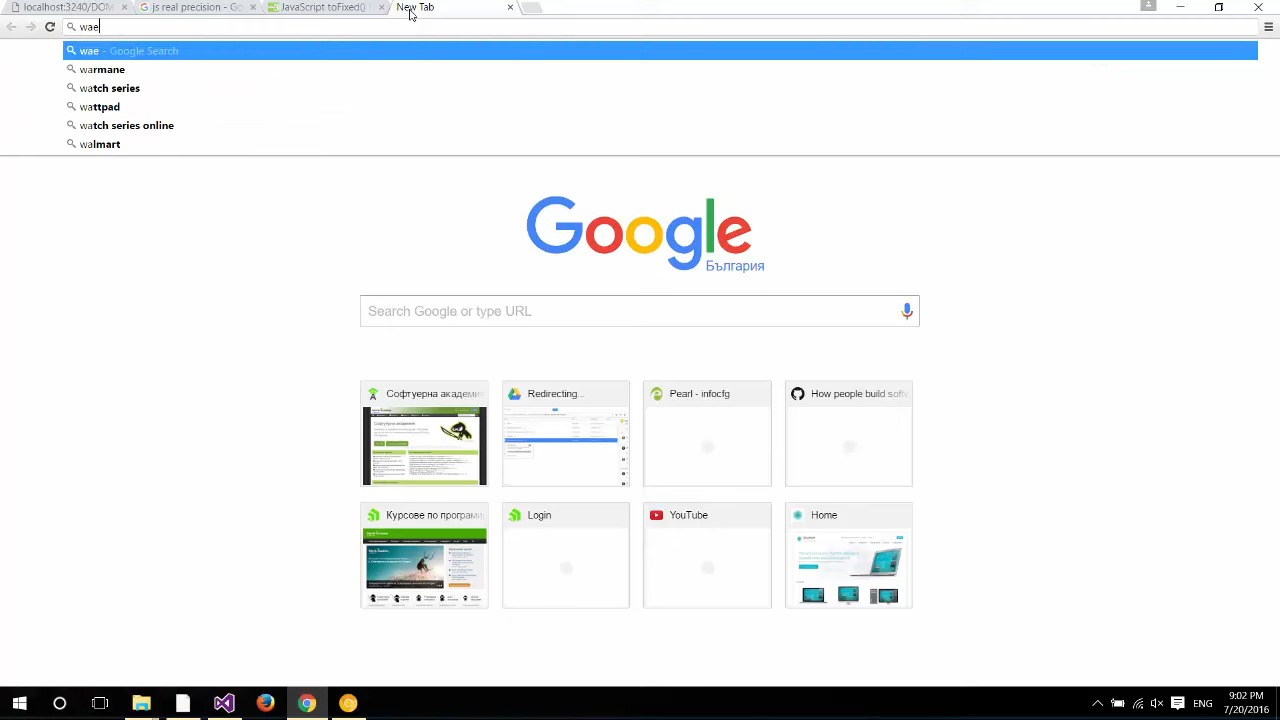 localhost:3240/DOM
js real precision - Go
JavaScript toFixed()
New Tab
wae
wae - Google Search
warmane
watch series
wattpad
watch series online
walmart
Google
България
Search Google or type URL
Софтуерна академия
Redirecting...
Pearl - infocfg
How people build softw
Курсове по програми
Login
YouTube
Home
ENG
9:02 PM
7/20/2016